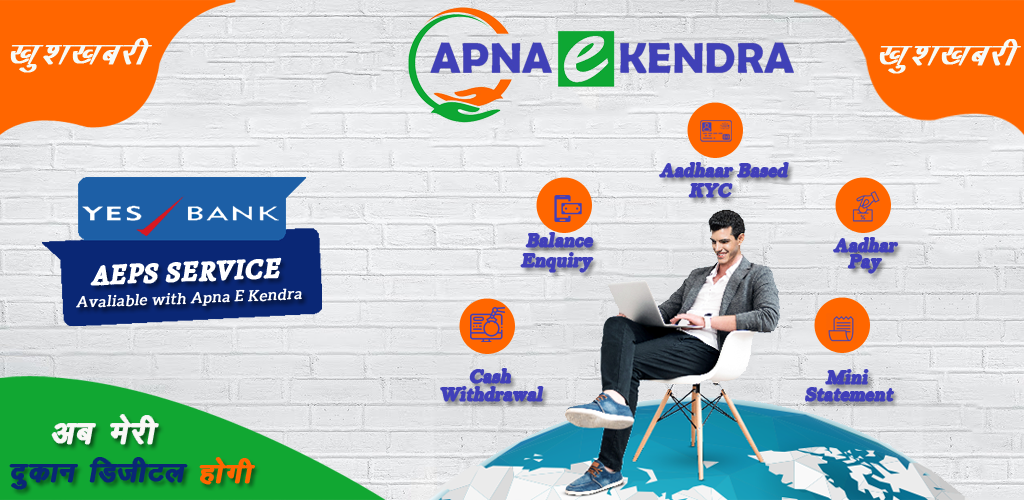 खुशखबरी
APNA e KENDRA
खुशखबरी
Aadhaar Based
KYC
Balance
Enquiry
Aadhar
Pay
YES BANK
AEPS SERVICE
Avaliable with Apna E Kendra
Cash
Withdrawal
Mini
Statement
अब मेरी
दुकान डिजीटल होगी